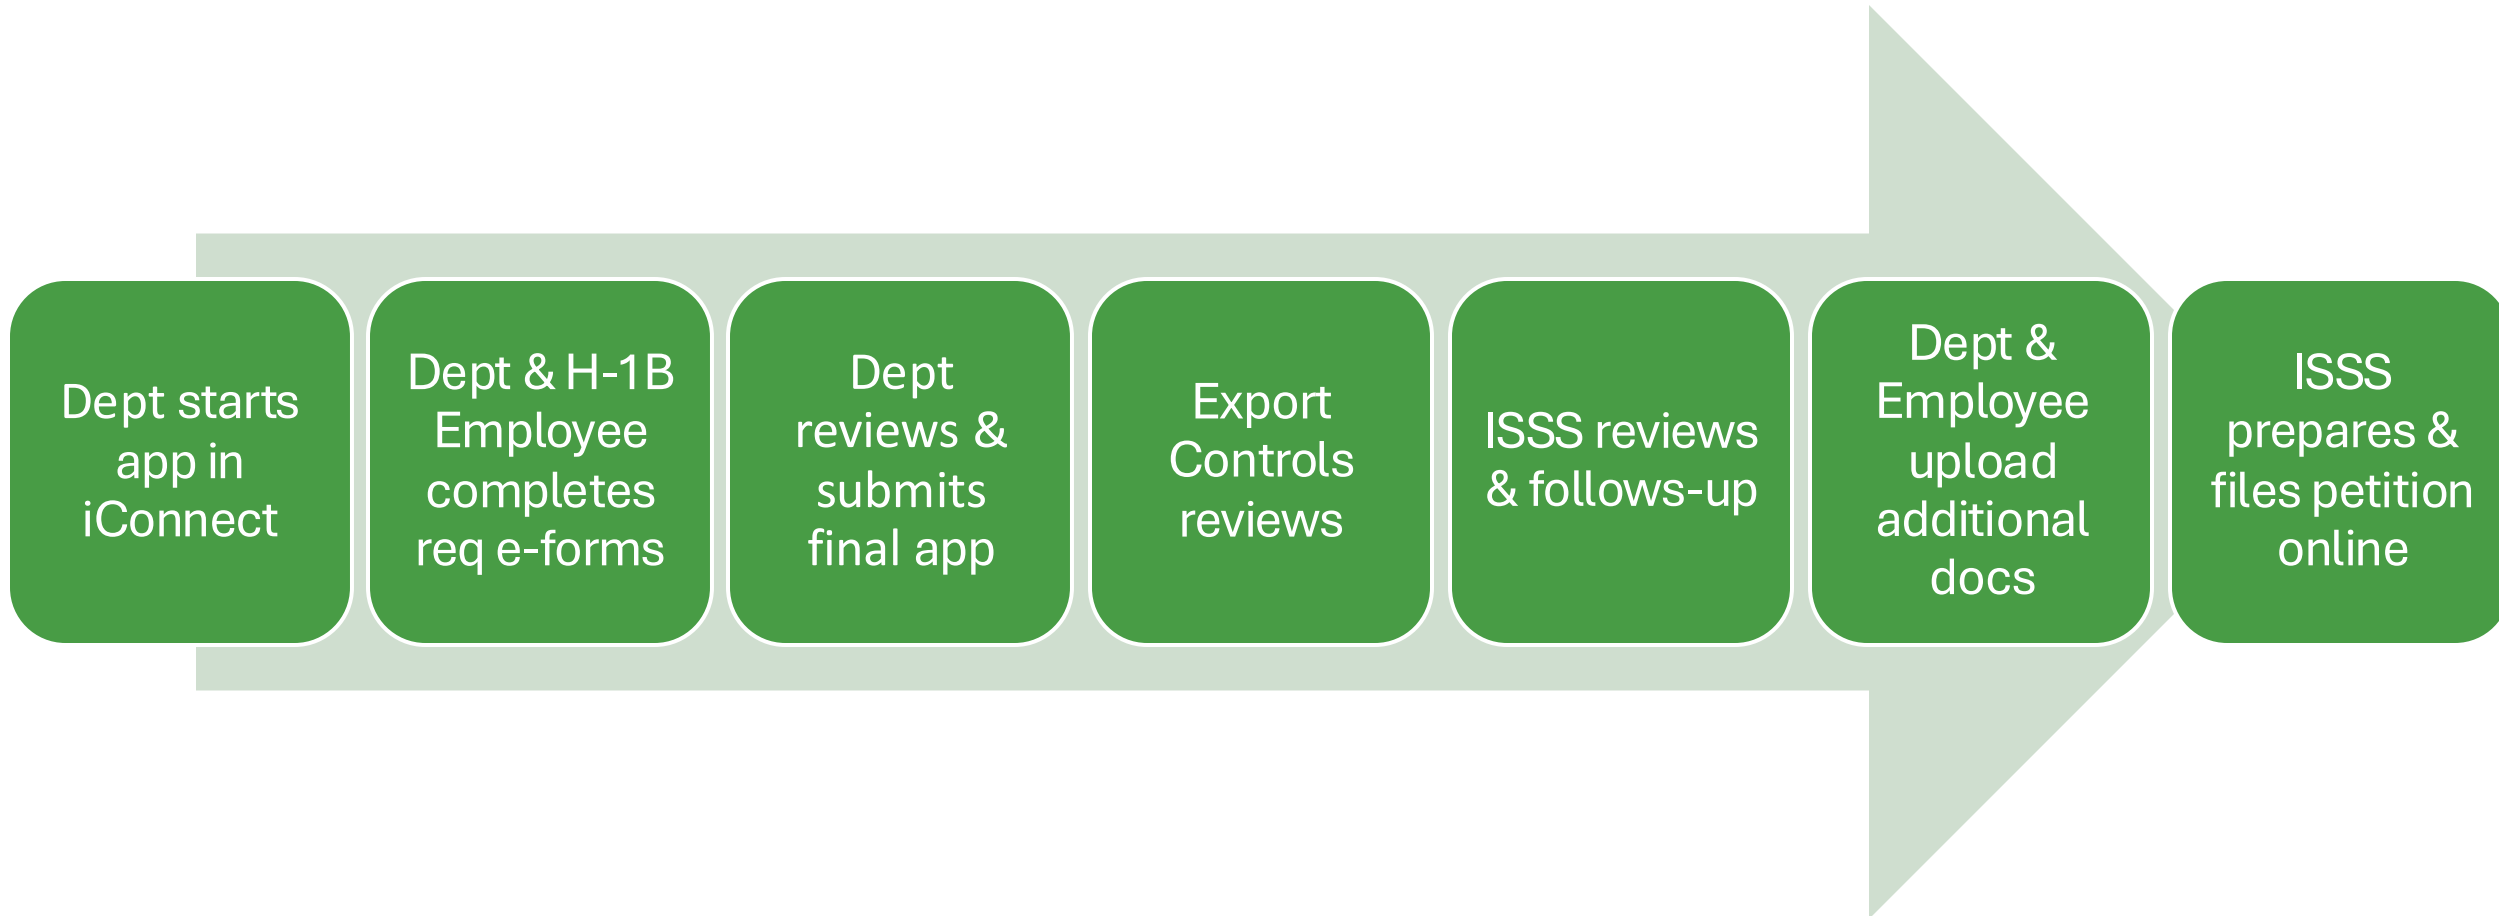 Dept starts
app in
iConnect
Dept & H-1B
Employee
completes
req e-forms
Dept
reviews &
submits
final app
Export
Controls
reviews
ISSS reviews
& follows-up
Dept &
Employee
upload
additional
docs
ISSS
prepares &
files petition
online